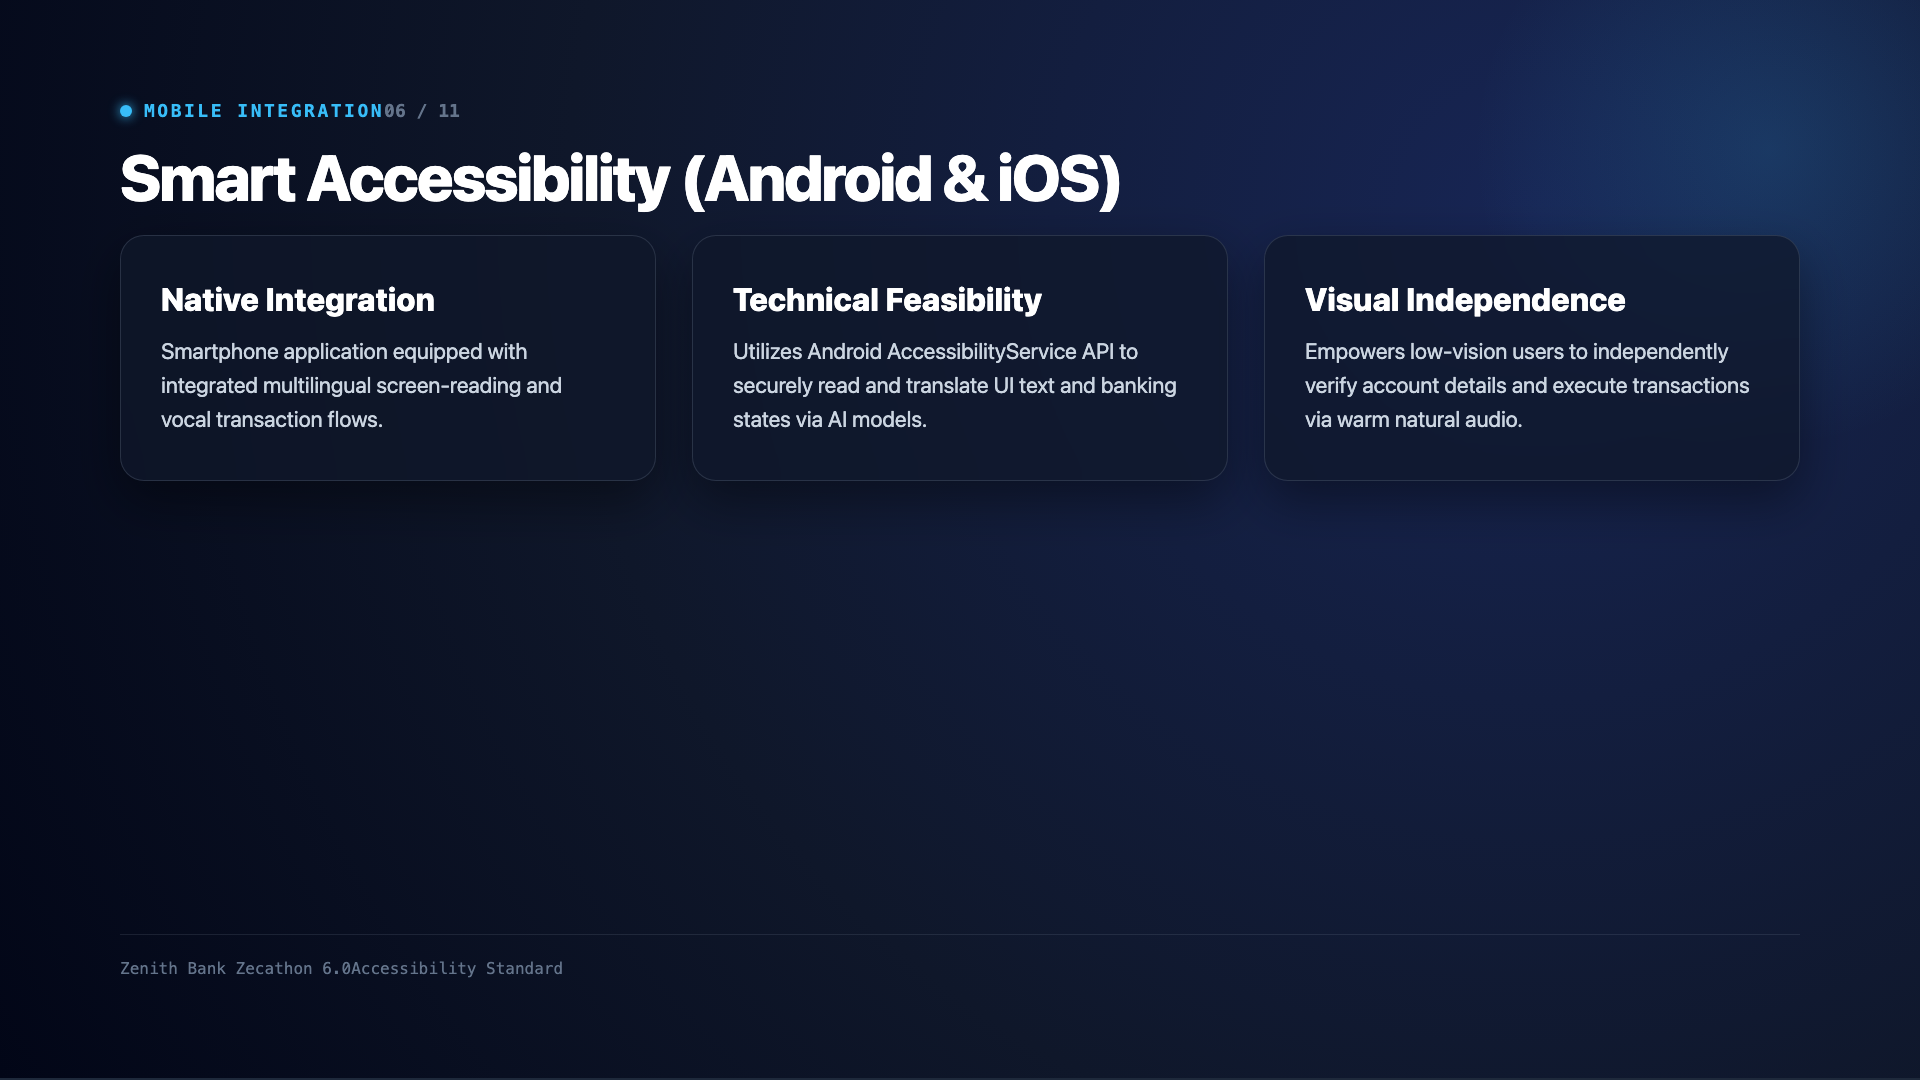 MOBILE INTEGRATION06 / 11
Smart Accessibility (Android & iOS)
Native Integration
Smartphone application equipped with
integrated multilingual screen-reading and
vocal transaction flows.
Technical Feasibility
Utilizes Android AccessibilityService API to
securely read and translate UI text and banking
states via AI models.
Visual Independence
Empowers low-vision users to independently
verify account details and execute transactions
via warm natural audio.
Zenith Bank Zecathon 6.0Accessibility Standard